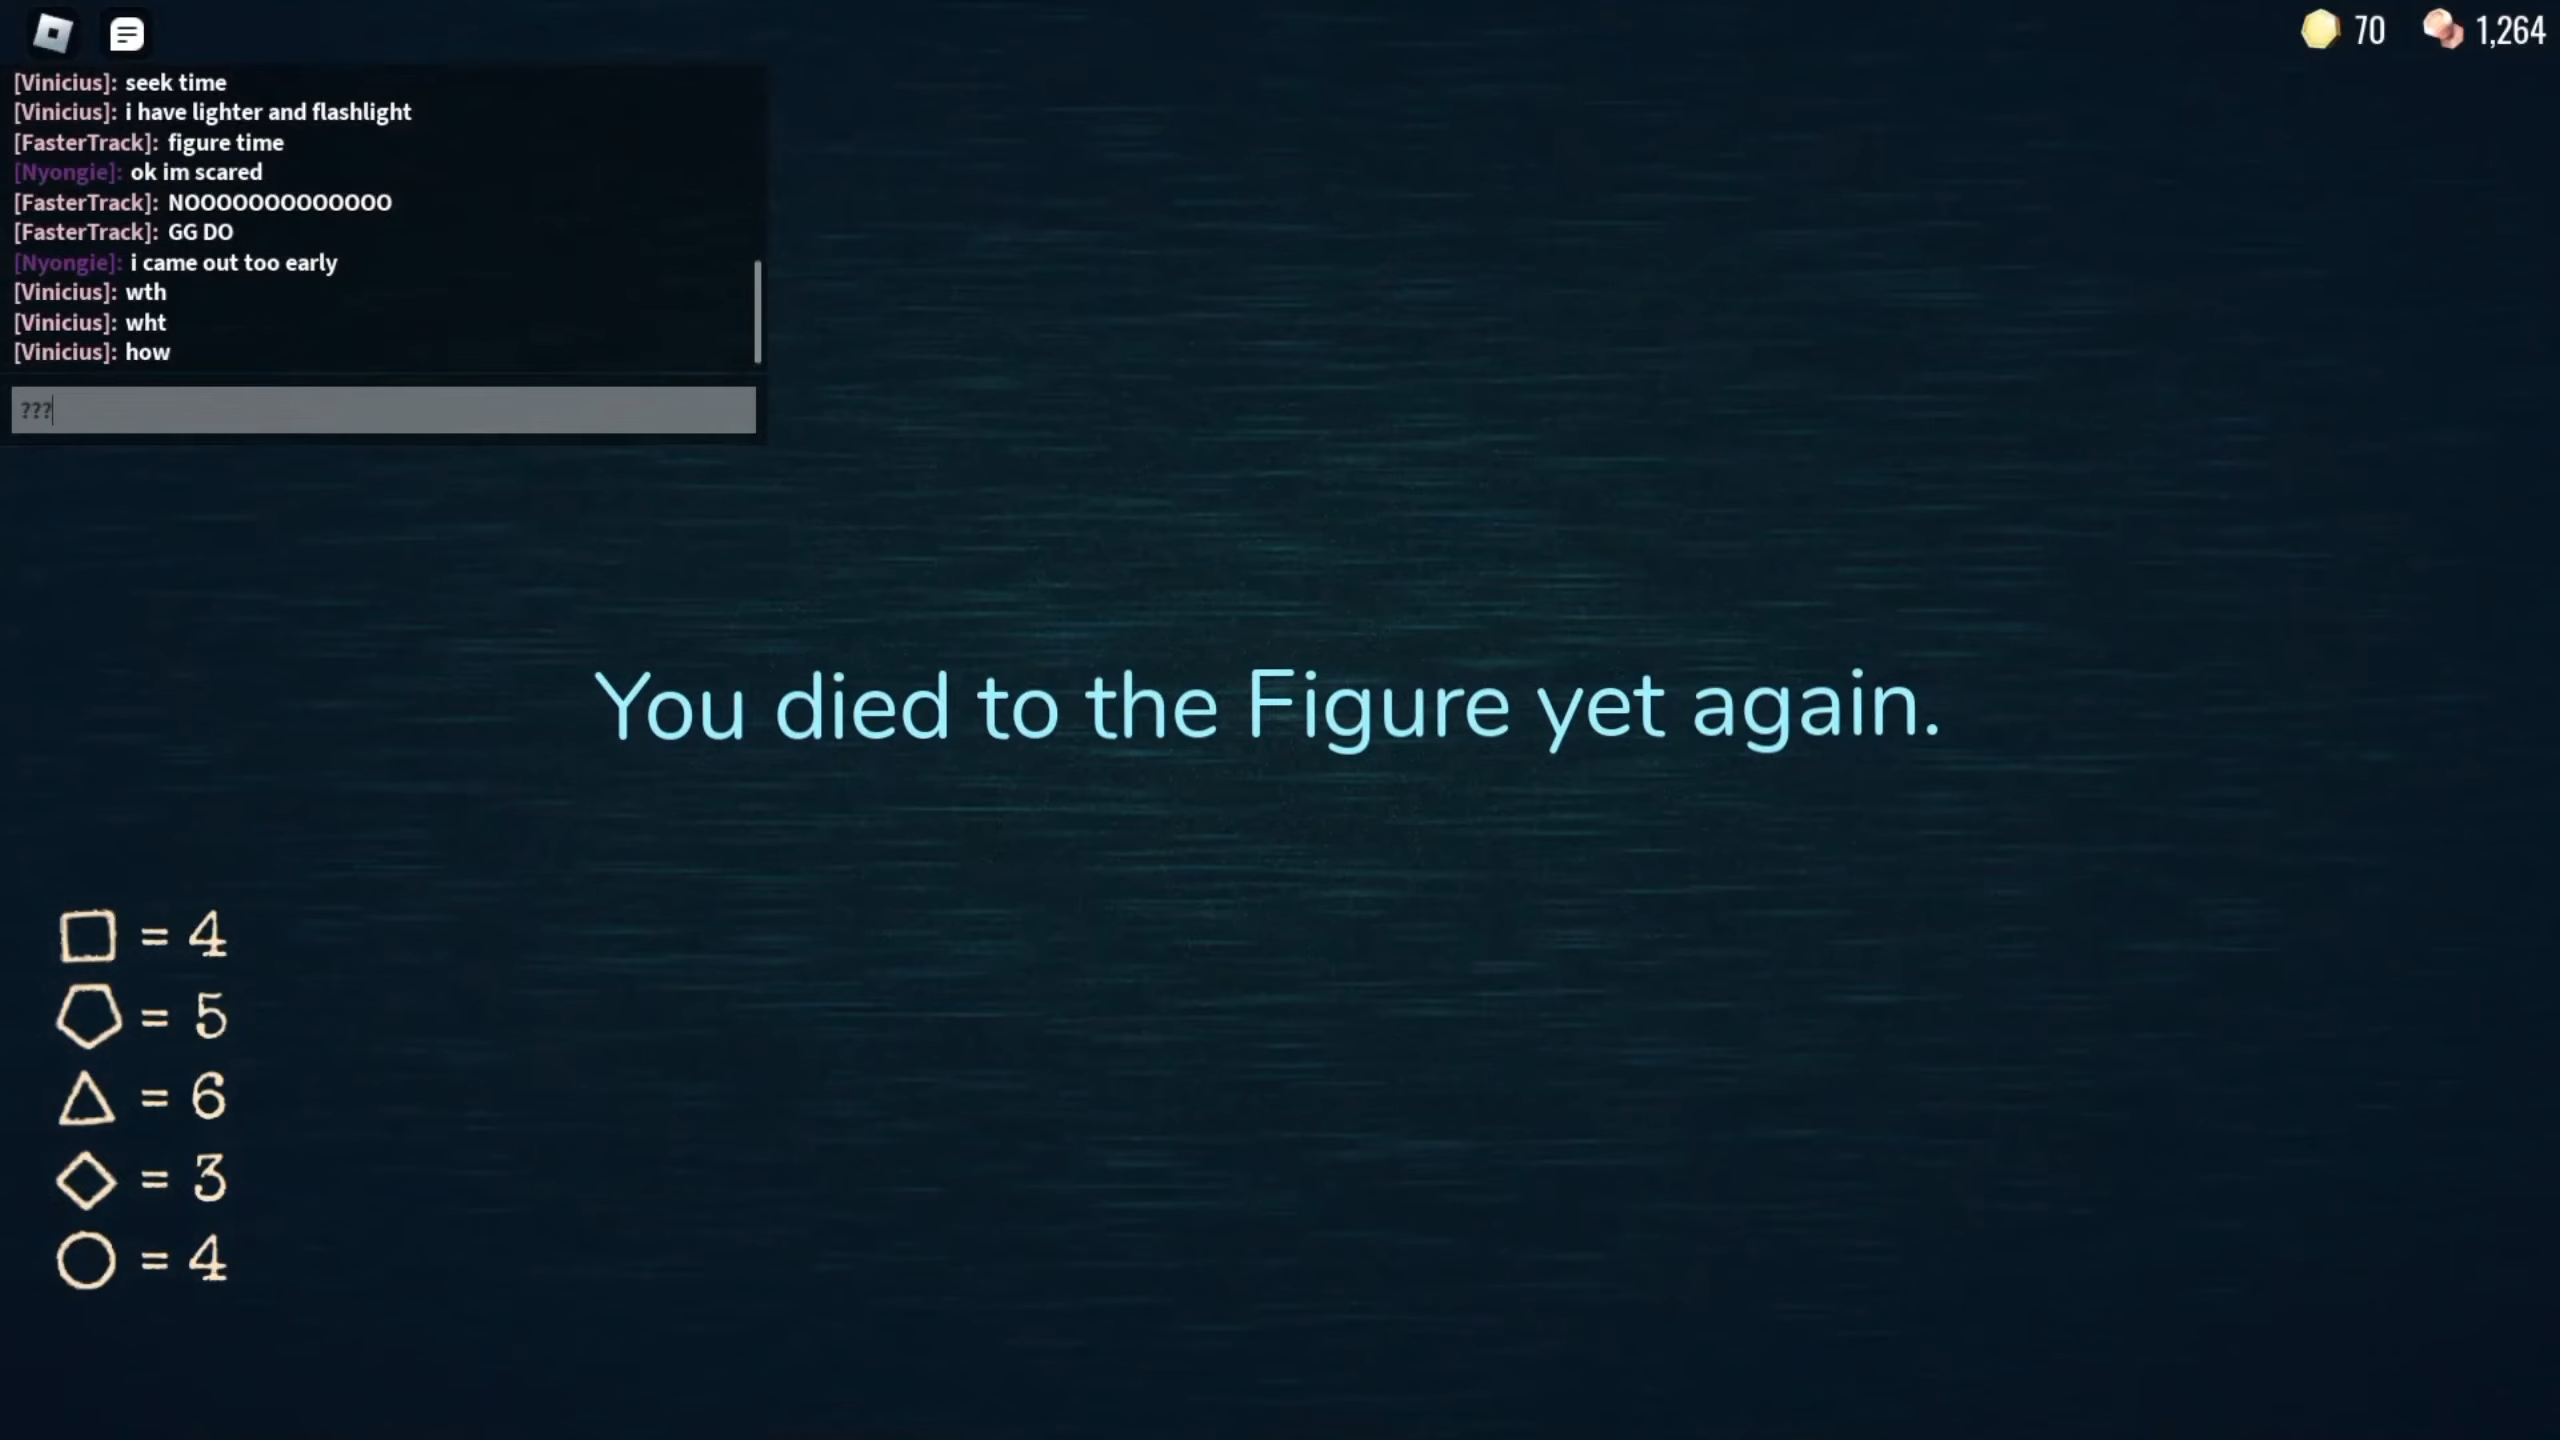 70
1,264
[Vinicius]: seek time
[Vinicius]: i have lighter and flashlight
[FasterTrack]: figure time
[Nyongie]: ok im scared
[FasterTrack]: NOOOOOOOOOOOOO
[FasterTrack]: GG DO
[Nyongie]: i came out too early
[Vinicius]: wth
[Vinicius]: wht
[Vinicius]: how
???
You died to the Figure yet again.
= 4
= 5
= 6
= 3
= 4